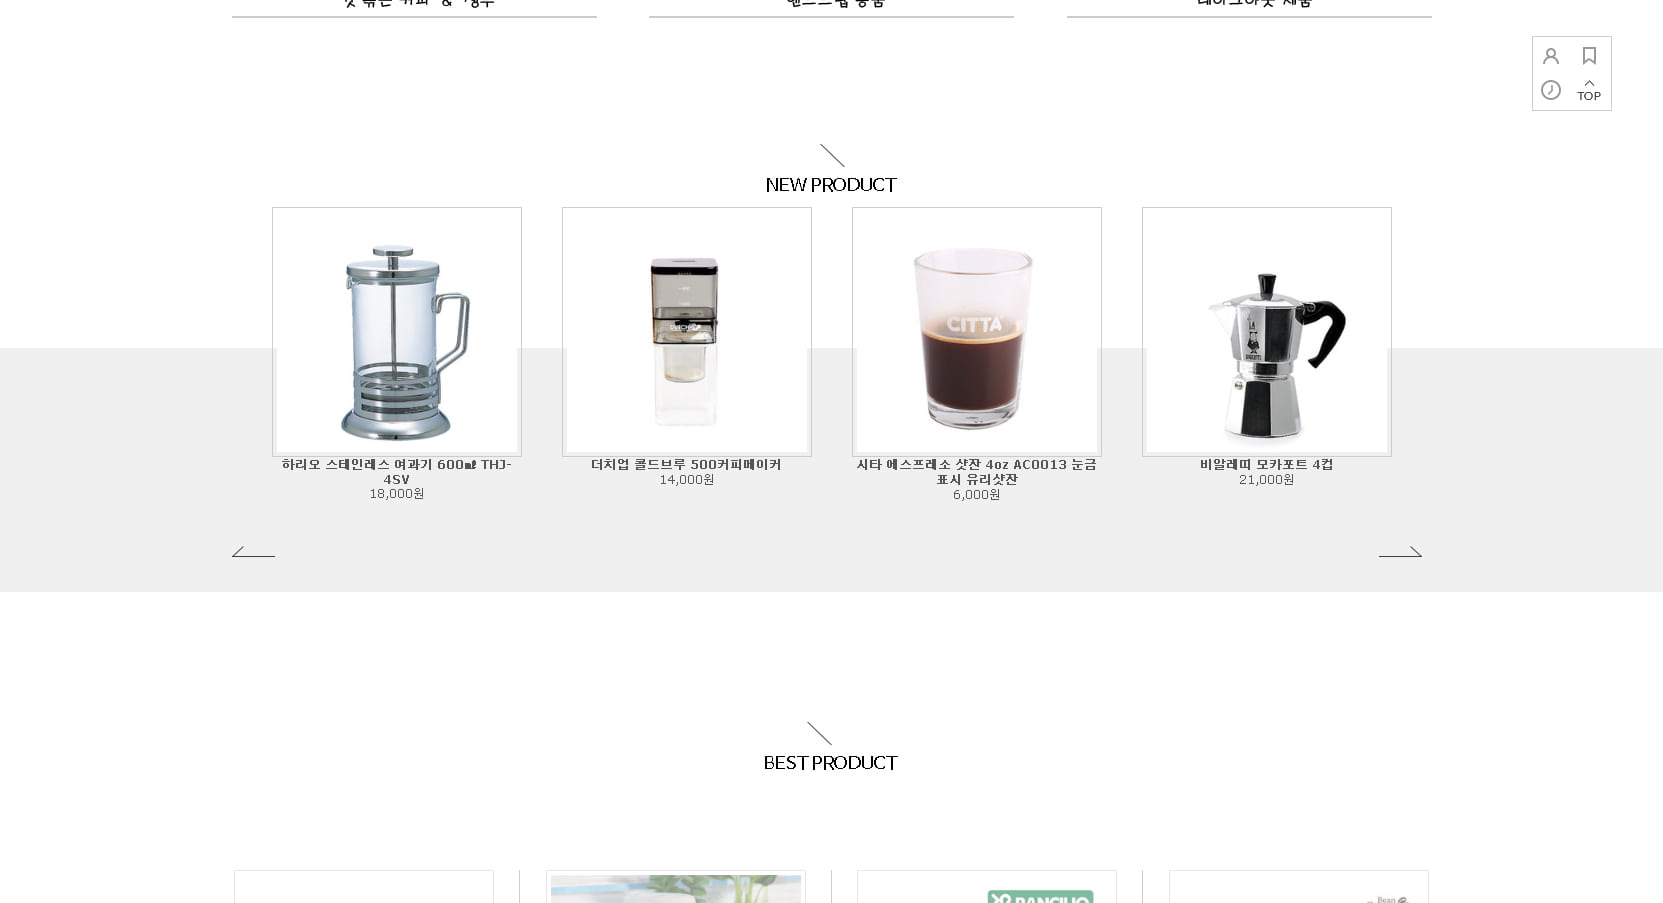 TOP
NEW PRODUCT
CITTA
하리오 스테인레스 여과기 600㎖ THJ-
4SV
18,000원
더치업 콜드브루 500커피메이커
14,000원
시타 에스프레소 샷잔 4oz AC0013 눈금
표시 유리샷잔
6,000원
비알레띠 모카포트 4컵
21,000원
BEST PRODUCT
RANCILIO
Bean